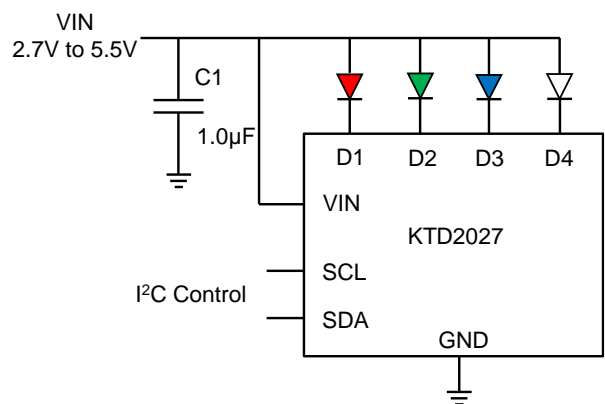 VIN
2.7V to 5.5V
C1
1.0µF
D1 D2 D3 D4
VIN
KTD2027
SCL
I²C Control
SDA
GND